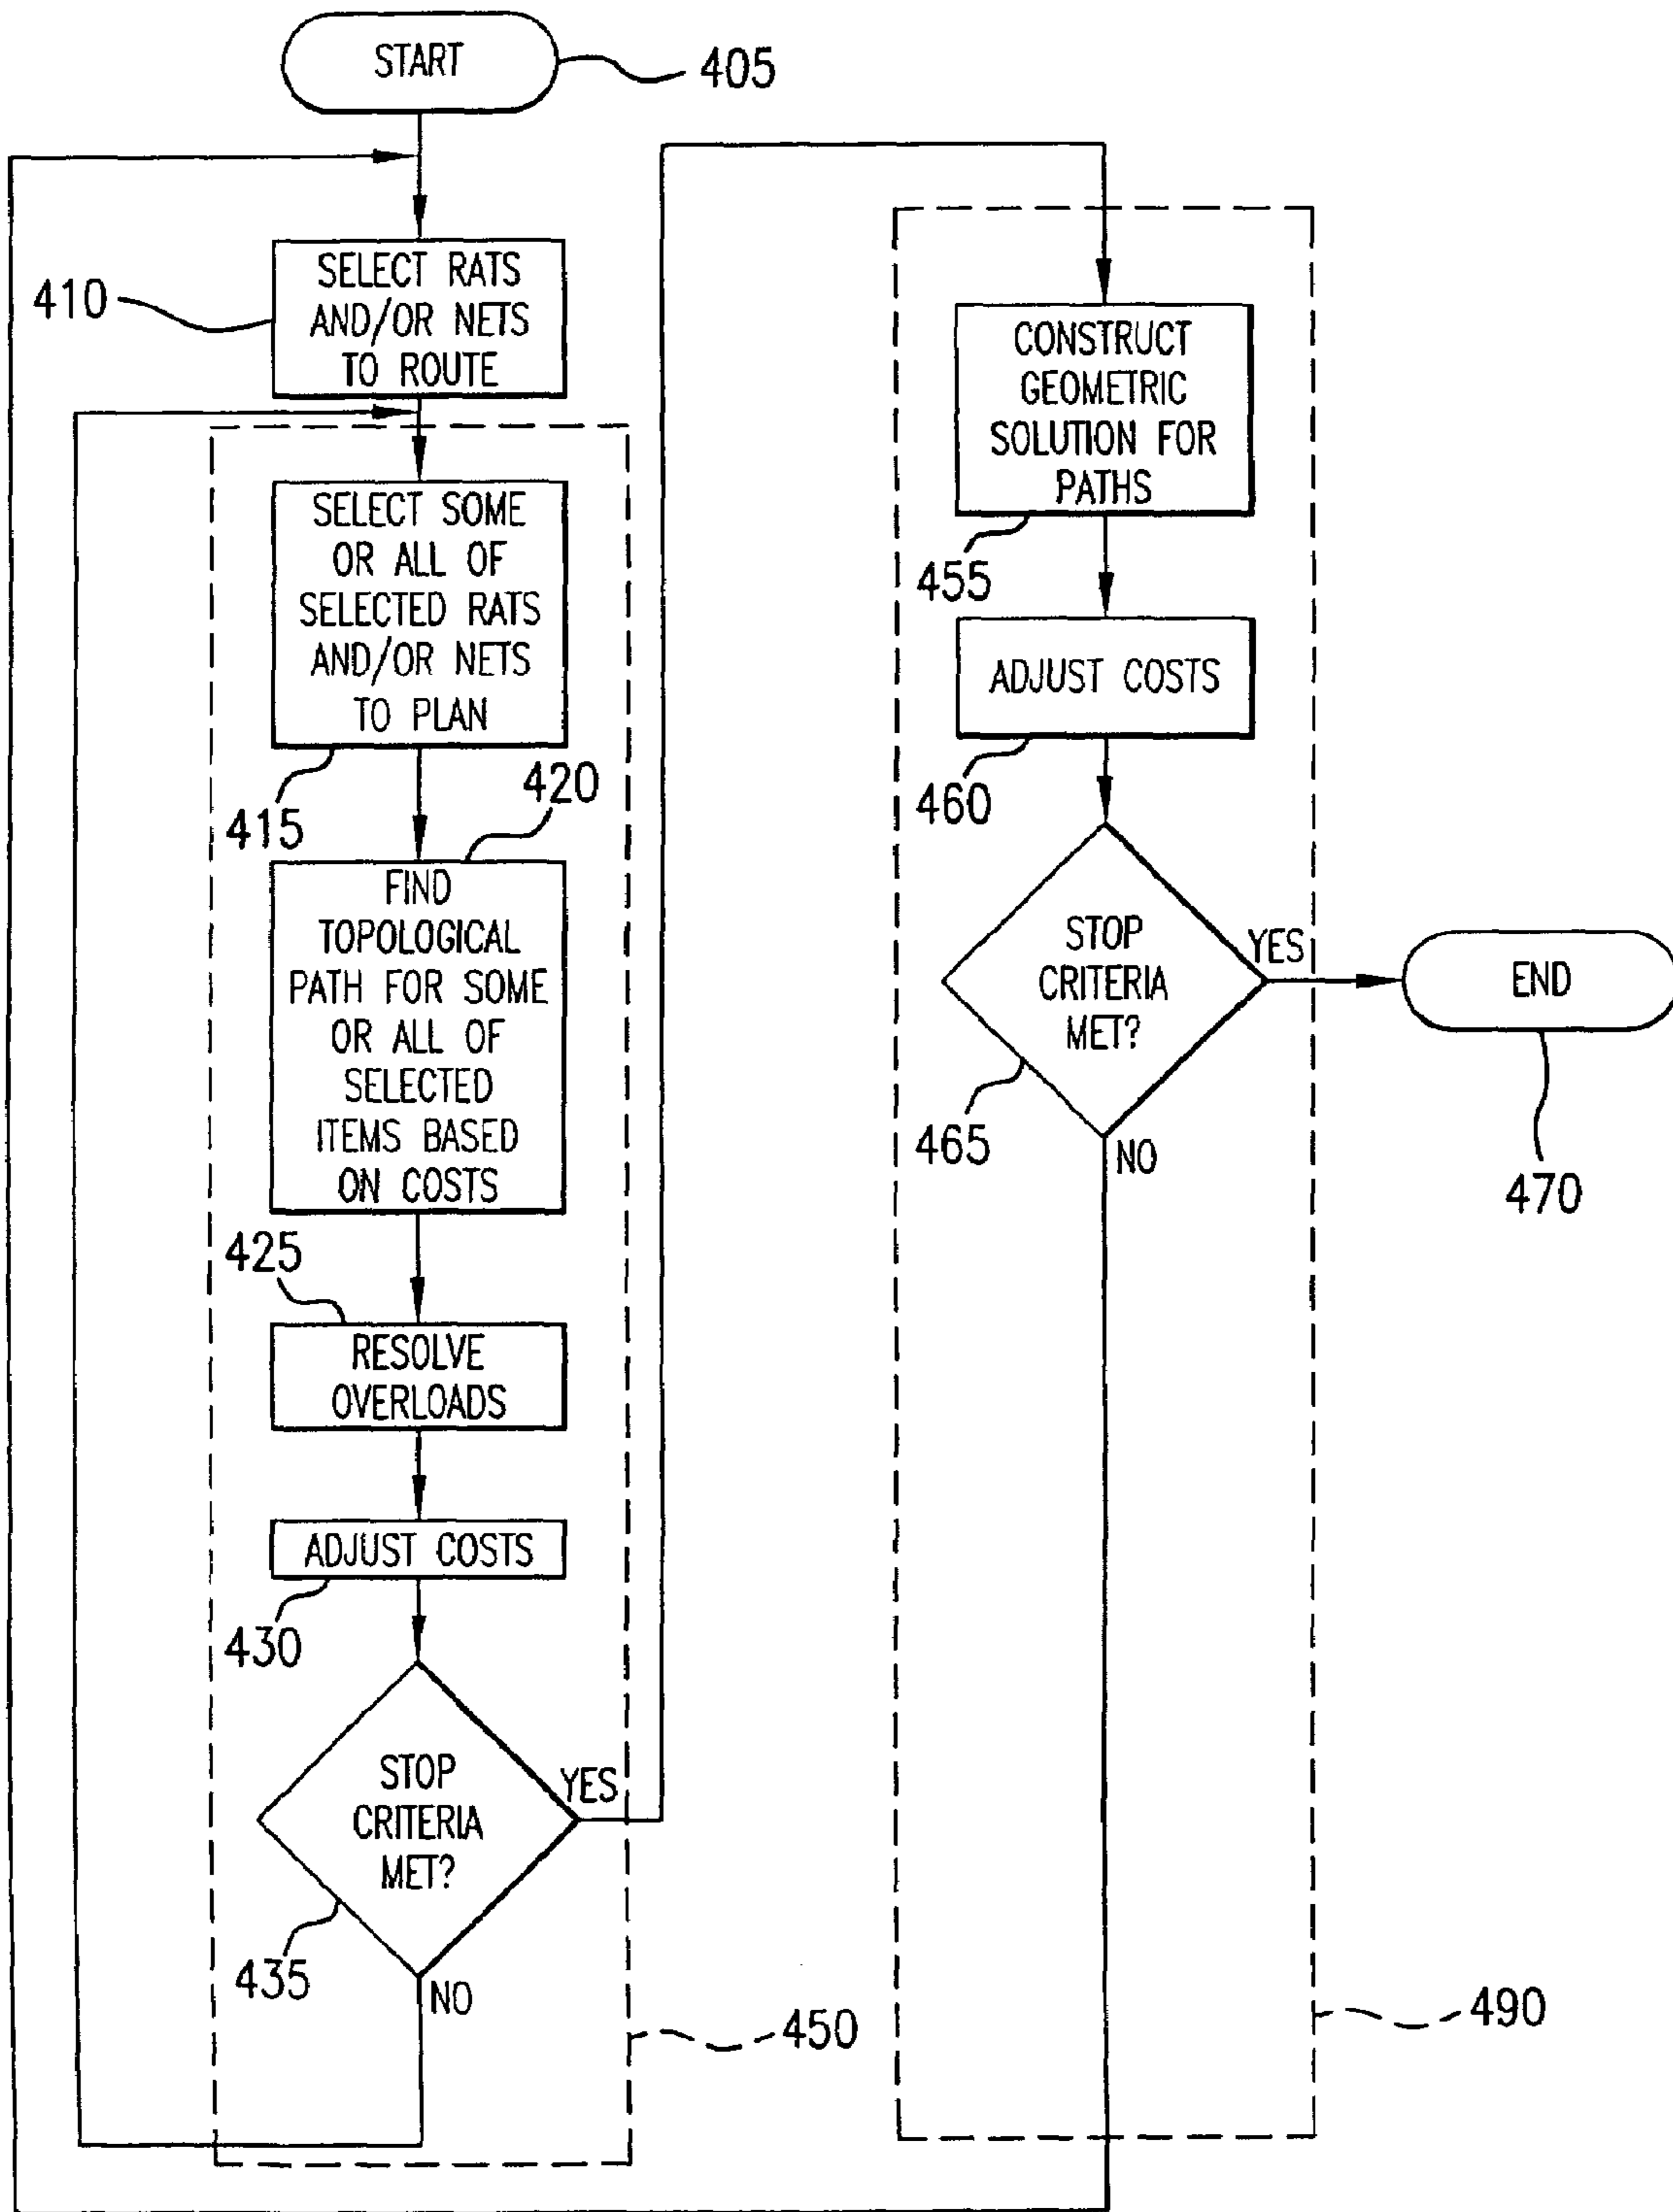 START
405
SELECT RATS
AND/OR NETS
TO ROUTE
410
SELECT SOME
OR ALL OF
SELECTED RATS
AND/OR NETS
TO PLAN
415
420
FIND
TOPOLOGICAL
PATH FOR SOME
OR ALL OF
SELECTED
ITEMS BASED
ON COSTS
425
RESOLVE
OVERLOADS
ADJUST COSTS
430
STOP
CRITERIA
MET?
YES
435
NO
450
CONSTRUCT
GEOMETRIC
SOLUTION FOR
PATHS
455
ADJUST COSTS
460
STOP
CRITERIA
MET?
YES
465
NO
END
470
490